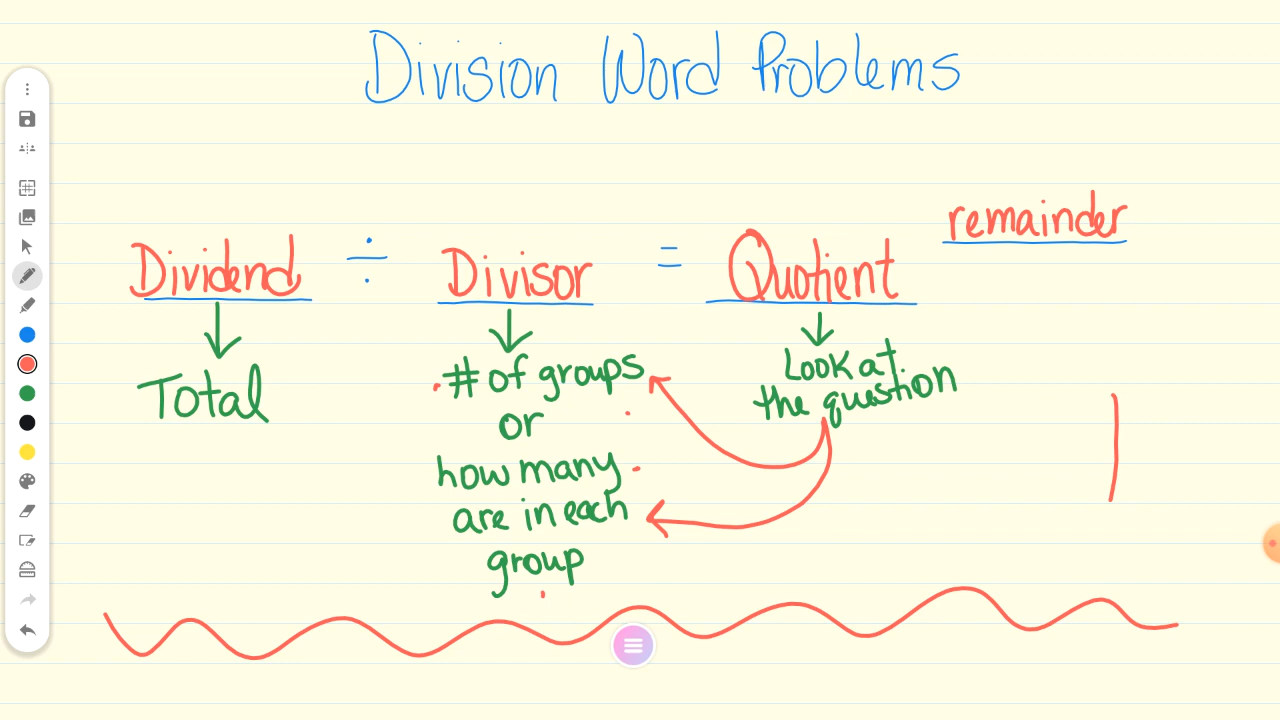 Division Word Problems
remainder
Dividend ÷ Divisor = Quotient
Total
# of groups
or
how many
are in each
group
Look at
the question